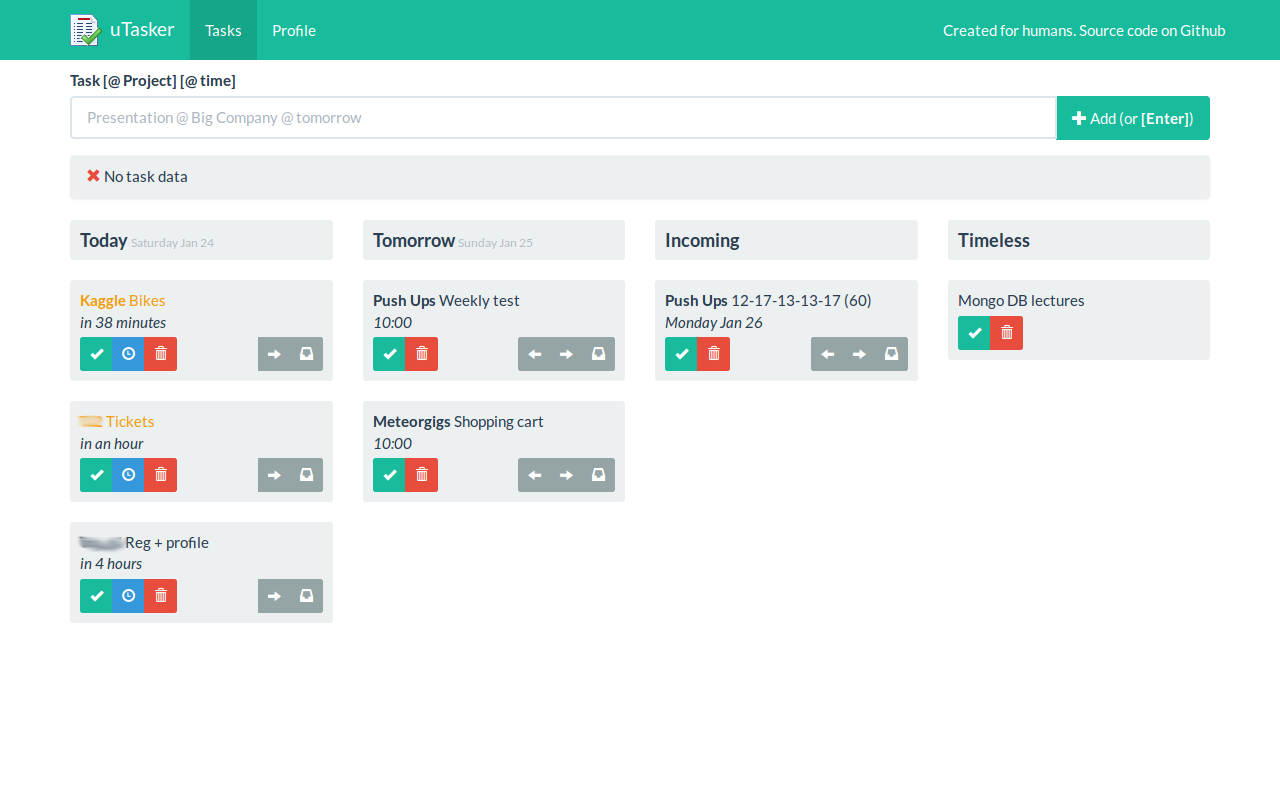 uTasker Tasks Profile Created for humans. Source code on Github
Task [@ Project] [@ time]
Presentation @ Big Company @ tomorrow
Add (or [Enter])
No task data
Today Saturday Jan 24
Kaggle Bikes
in 38 minutes
Tickets
in an hour
Reg + profile
in 4 hours
Tomorrow Sunday Jan 25
Push Ups Weekly test
10:00
Meteorgigs Shopping cart
10:00
Incoming
Push Ups 12-17-13-13-17 (60)
Monday Jan 26
Timeless
Mongo DB lectures